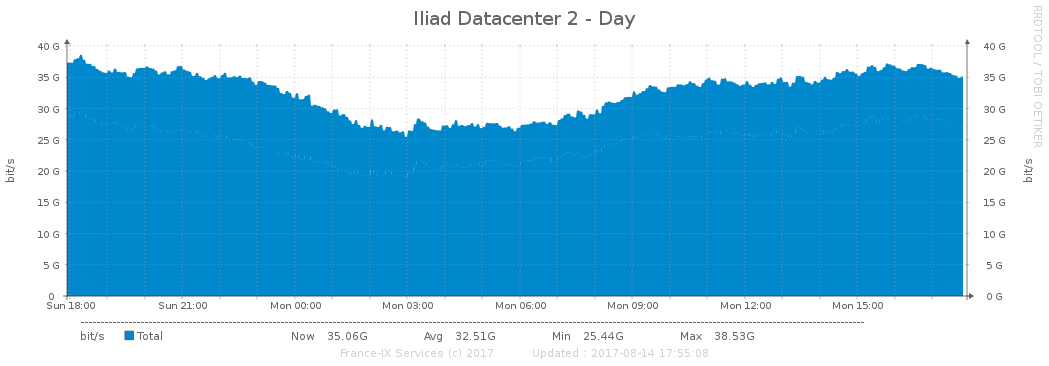 Iliad Datacenter 2 - Day
RRDTOOL / TOBI OETIKER
bit/s
bit/s
40 G 40 G
35 G 35 G
30 G 30 G
25 G 25 G
20 G 20 G
15 G 15 G
10 G 10 G
5 G 5 G
0 0 G
Sun 18:00 Sun 21:00 Mon 00:00 Mon 03:00 Mon 06:00 Mon 09:00 Mon 12:00 Mon 15:00
bit/s Total Now 35.06G Avg 32.51G Min 25.44G Max 38.53G
France-IX Services (c) 2017 Updated : 2017-08-14 17:55:08